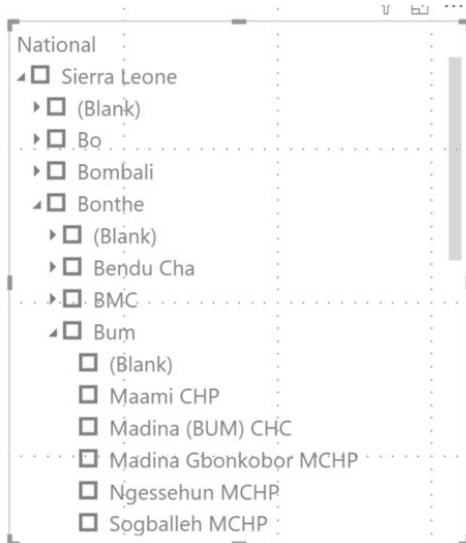 National
Sierra Leone
(Blank)
Bo
Bombali
Bonthe
(Blank)
Bendu Cha
BMC
Bum
(Blank)
Maami CHP
Madina (BUM) CHC
Madina Gbonkobor MCHP
Ngessehun MCHP
Sogballeh MCHP